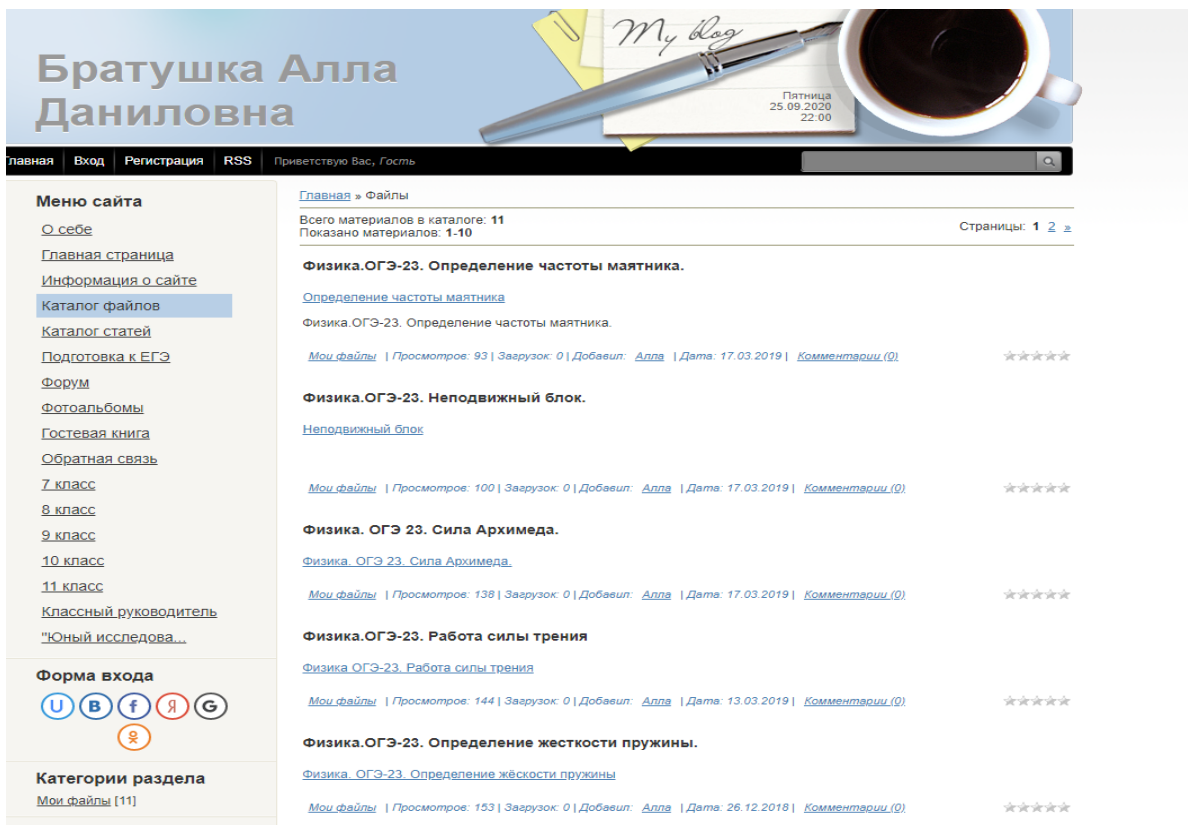 My blog
Братушка Алла
Даниловна
Пятница
25.09.2020
22:00
Главная Вход Регистрация RSS Приветствую Вас, Гость
Меню сайта
О себе
Главная страница
Информация о сайте
Каталог файлов
Каталог статей
Подготовка к ЕГЭ
Форум
Фотоальбомы
Гостевая книга
Обратная связь
7 класс
8 класс
9 класс
10 класс
11 класс
Классный руководитель
"Юный исследова...
Форма входа
U B f Я G
Категории раздела
Мои файлы [11]
Главная » Файлы
Всего материалов в каталоге: 11
Показано материалов: 1-10
Страницы: 1 2 »
Физика.ОГЭ-23. Определение частоты маятника.
Определение частоты маятника
Физика.ОГЭ-23. Определение частоты маятника.
Мои файлы | Просмотров: 93 | Загрузок: 0 | Добавил: Алла | Дата: 17.03.2019 | Комментарии (0)
Физика.ОГЭ-23. Неподвижный блок.
Неподвижный блок
Мои файлы | Просмотров: 100 | Загрузок: 0 | Добавил: Алла | Дата: 17.03.2019 | Комментарии (0)
Физика. ОГЭ 23. Сила Архимеда.
Физика. ОГЭ 23. Сила Архимеда.
Мои файлы | Просмотров: 138 | Загрузок: 0 | Добавил: Алла | Дата: 17.03.2019 | Комментарии (0)
Физика.ОГЭ-23. Работа силы трения
Физика ОГЭ-23. Работа силы трения
Мои файлы | Просмотров: 144 | Загрузок: 0 | Добавил: Алла | Дата: 13.03.2019 | Комментарии (0)
Физика.ОГЭ-23. Определение жесткости пружины.
Физика. ОГЭ-23. Определение жёскости пружины
Мои файлы | Просмотров: 153 | Загрузок: 0 | Добавил: Алла | Дата: 26.12.2018 | Комментарии (0)